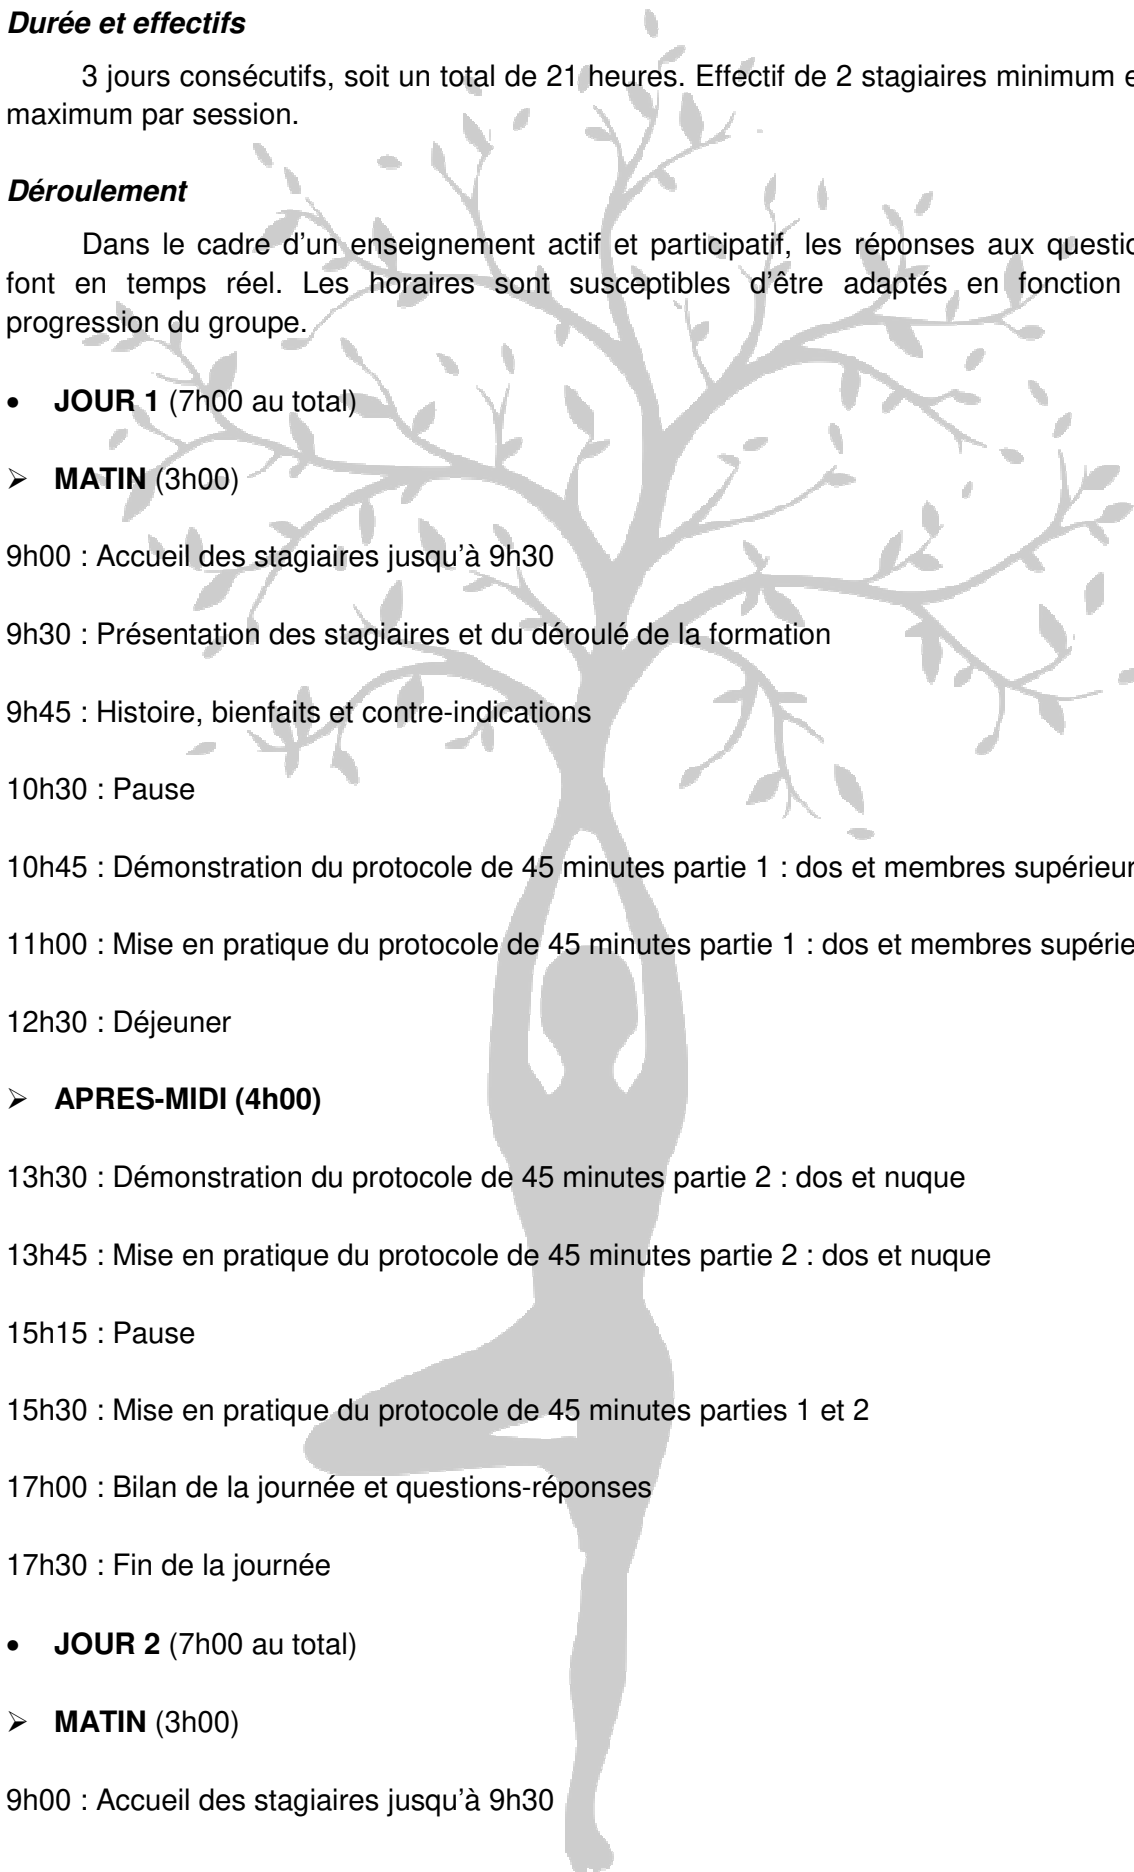 Durée et effectifs
3 jours consécutifs, soit un total de 21 heures. Effectif de 2 stagiaires minimum
maximum par session.
Déroulement
Dans le cadre d'un enseignement actif et participatif, les réponses aux
font en temps réel. Les horaires sont susceptibles d'être adaptés en fonction
progression du groupe.
• JOUR 1 (7h00 au total)
➢ MATIN (3h00)
9h00 : Accueil des stagiaires jusqu'à 9h30
9h30 : Présentation des stagiaires et du déroulé de la formation
9h45 : Histoire, bienfaits et contre-indications
10h30 : Pause
10h45 : Démonstration du protocole de 45 minutes partie 1 : dos et membres supérieur
11h00 : Mise en pratique du protocole de 45 minutes partie 1 : dos et membres supérie
12h30 : Déjeuner
➢ APRES-MIDI (4h00)
13h30 : Démonstration du protocole de 45 minutes partie 2 : dos et nuque
13h45 : Mise en pratique du protocole de 45 minutes partie 2 : dos et nuque
15h15 : Pause
15h30 : Mise en pratique du protocole de 45 minutes parties 1 et 2
17h00 : Bilan de la journée et questions-réponses
17h30 : Fin de la journée
• JOUR 2 (7h00 au total)
➢ MATIN (3h00)
9h00 : Accueil des stagiaires jusqu'à 9h30